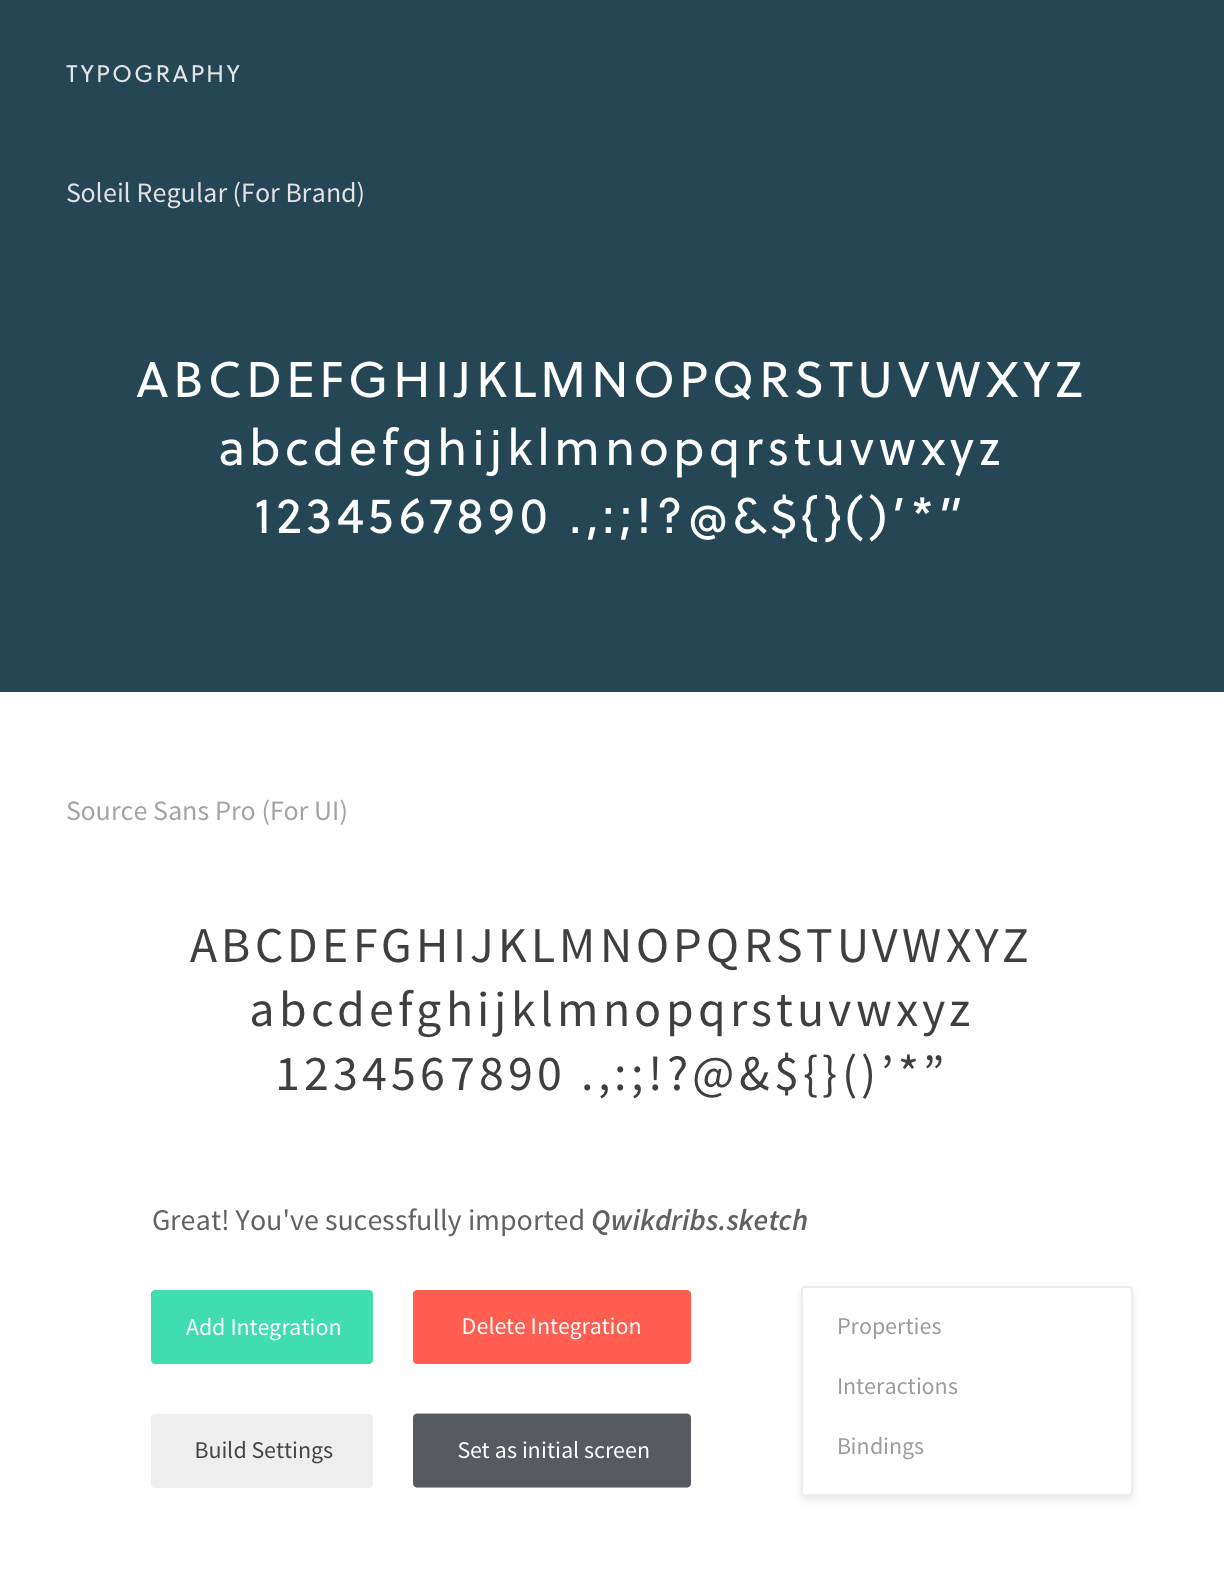 TYPOGRAPHY
Soleil Regular (For Brand)
ABCDEFGHIJKLMNOPQRSTUVWXYZ
abcdefghijklmnopqrstuvwxyz
1234567890 .,:;!?@&${}()′*″
Source Sans Pro (For UI)
ABCDEFGHIJKLMNOPQRSTUVWXYZ
abcdefghijklmnopqrstuvwxyz
1234567890 .,:;!?@&${}()’*”
Great! You've sucessfully imported Qwikdribs.sketch
Add Integration
Delete Integration
Build Settings
Set as initial screen
Properties
Interactions
Bindings